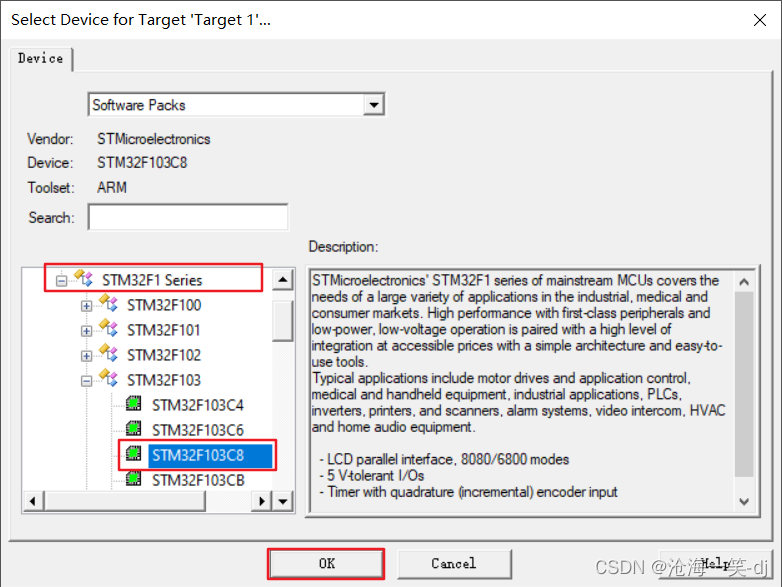 Select Device for Target 'Target 1'...
Device
Software Packs
Vendor: STMicroelectronics
Device: STM32F103C8
Toolset: ARM
Search:
STM32F1 Series
STM32F100
STM32F101
STM32F102
STM32F103
STM32F103C4
STM32F103C6
STM32F103C8
STM32F103CB
Description:
STMicroelectronics' STM32F1 series of mainstream MCUs covers the
needs of a large variety of applications in the industrial, medical and
consumer markets. High performance with first-class peripherals and
low-power, low-voltage operation is paired with a high level of
integration at accessible prices with a simple architecture and easy-to-
use tools.
Typical applications include motor drives and application control,
medical and handheld equipment, industrial applications, PLCs,
inverters, printers, and scanners, alarm systems, video intercom, HVAC
and home audio equipment.
- LCD parallel interface, 8080/6800 modes
- 5 V-tolerant I/Os
- Timer with quadrature (incremental) encoder input
OK
Cancel
Help
CSDN @沧海一笑-dj